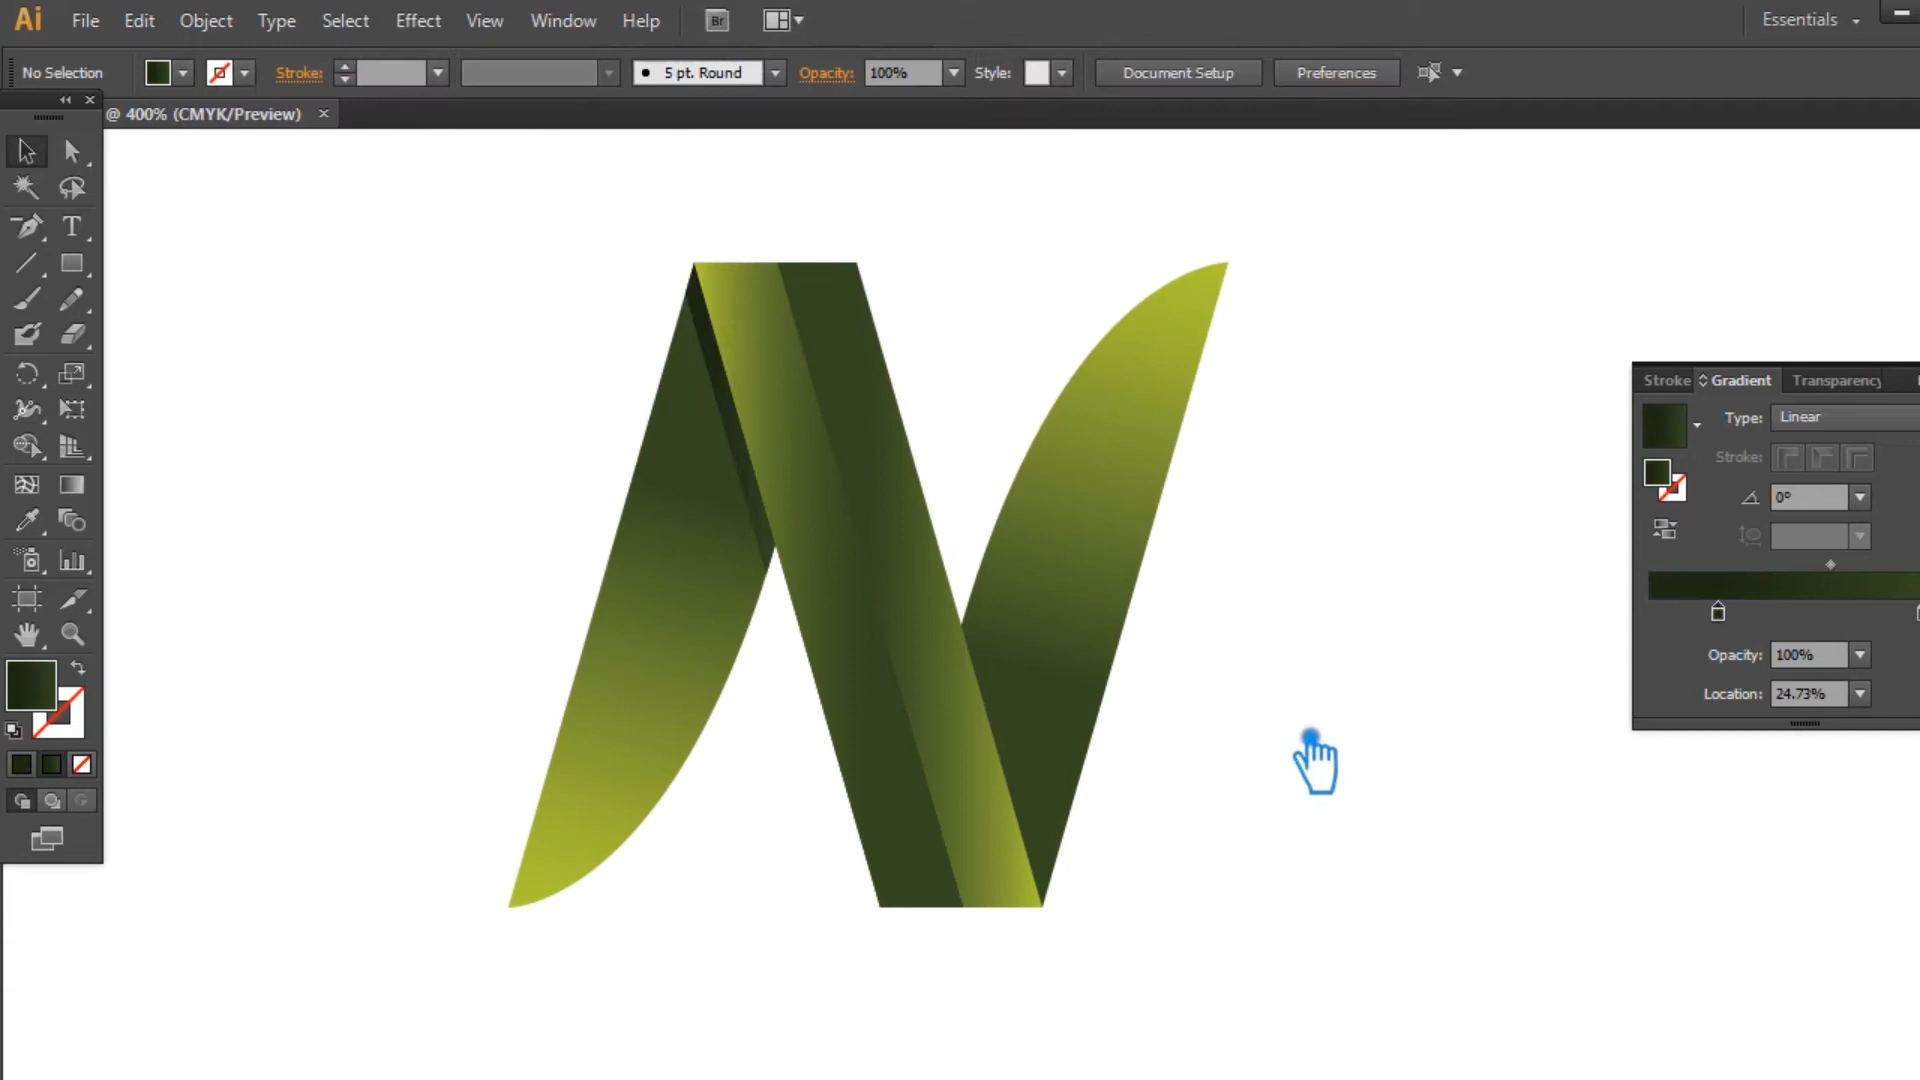 Ai File Edit Object Type Select Effect View Window Help Br Essentials
No Selection Stroke: 5 pt. Round Opacity: 100% Style: Document Setup Preferences
@ 400% (CMYK/Preview)
T
Stroke Gradient Transparency
Type: Linear
Stroke:
0°
Opacity: 100%
Location: 24.73%
N